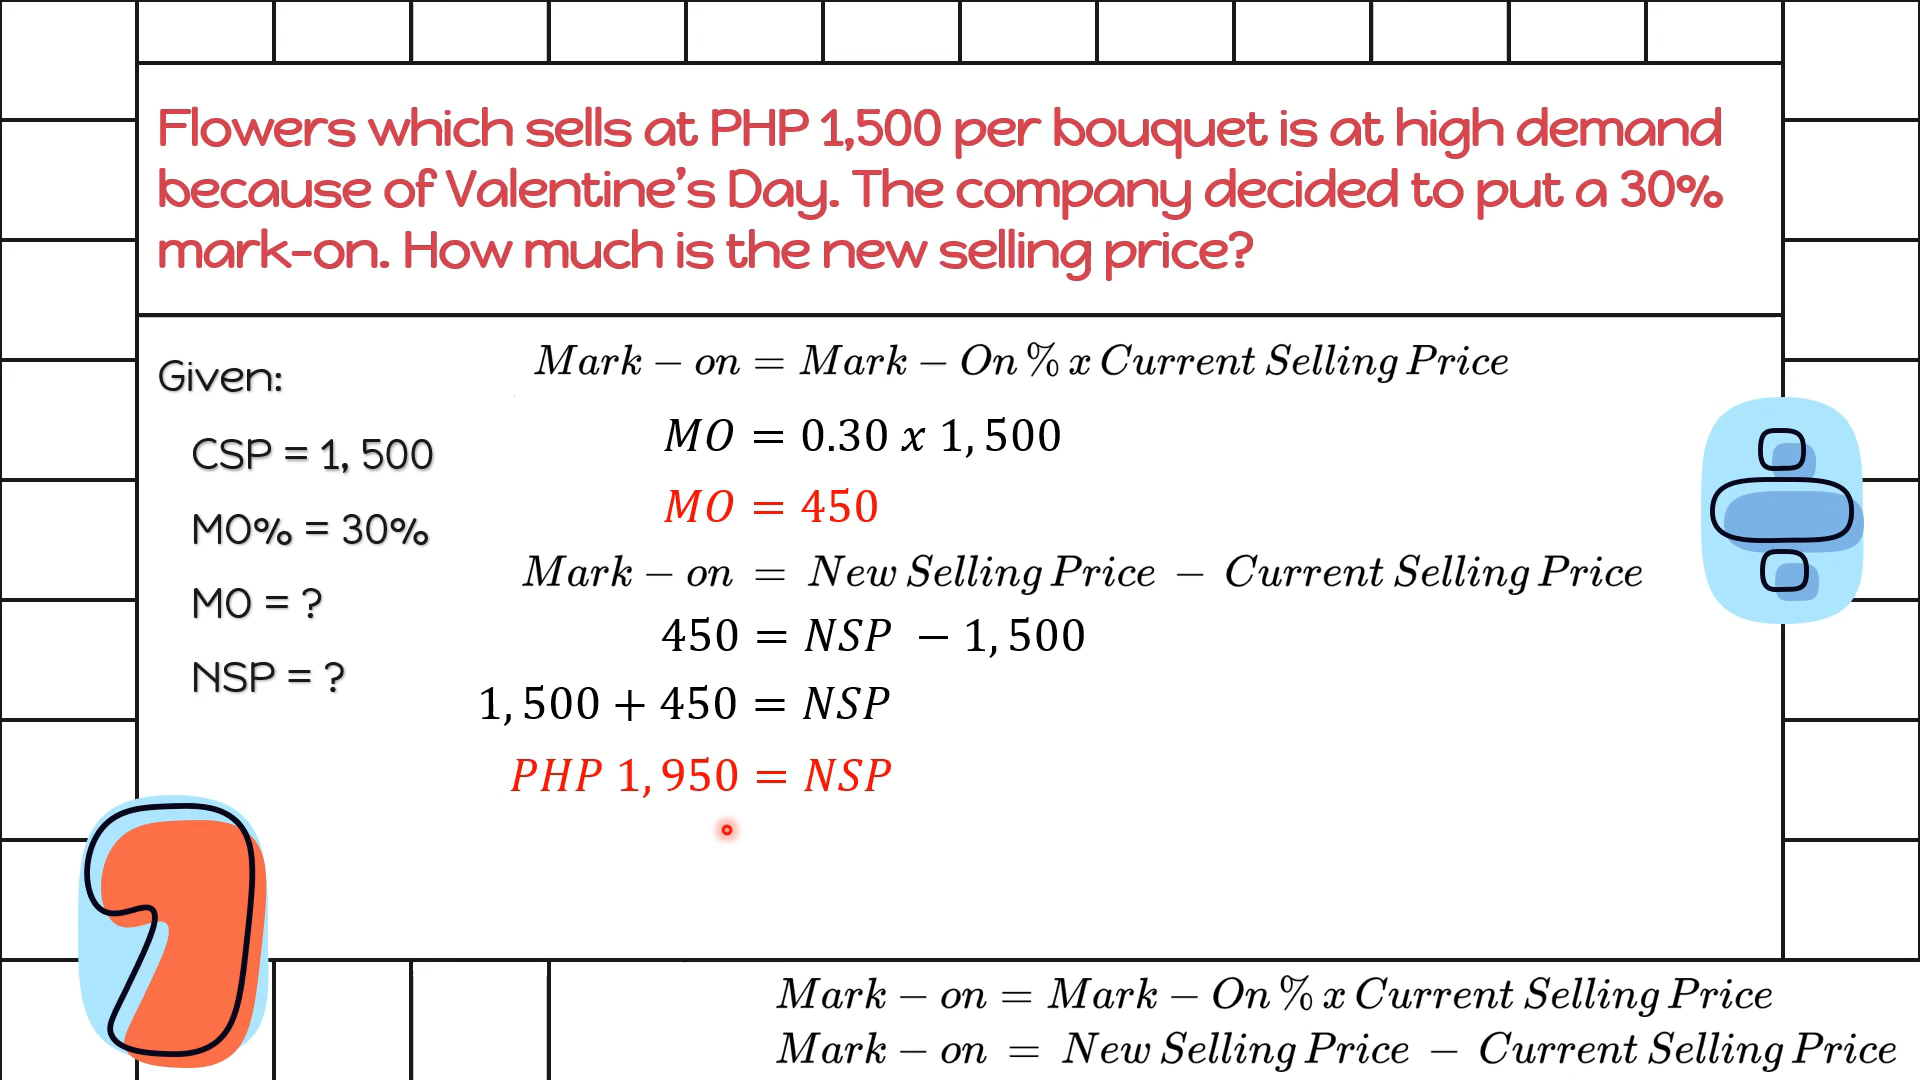 Flowers which sells at PHP 1,500 per bouquet is at high demand
because of Valentine's Day. The company decided to put a 30%
mark-on. How much is the new selling price?
Given:
CSP = 1, 500
MO% = 30%
MO = ?
NSP = ?
Mark − on = Mark − On % x Current Selling Price
MO = 0.30 x 1, 500
MO = 450
Mark − on = New Selling Price − Current Selling Price
450 = NSP − 1, 500
1, 500 + 450 = NSP
PHP 1, 950 = NSP
Mark − on = Mark − On % x Current Selling Price
Mark − on = New Selling Price − Current Selling Price